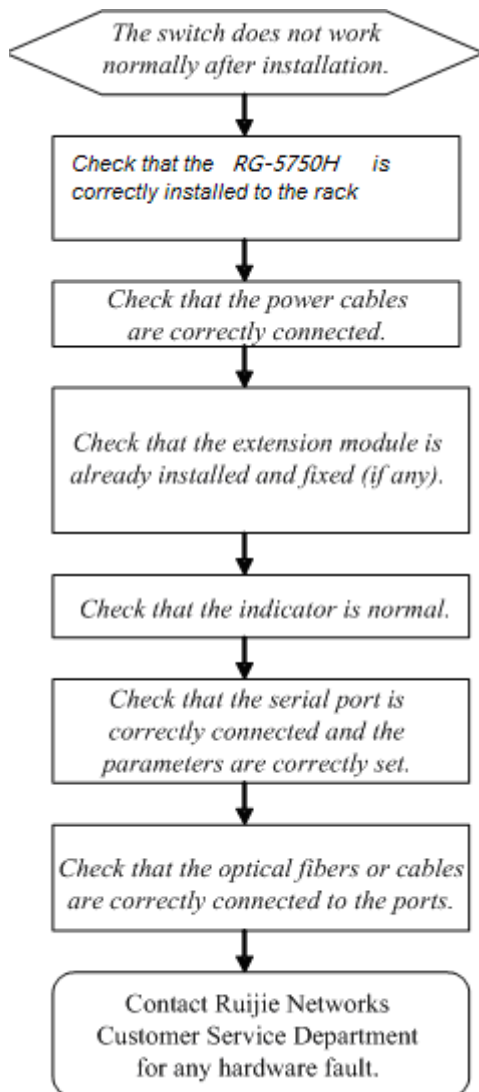 The switch does not work
normally after installation.
Check that the RG-5750H is
correctly installed to the rack
Check that the power cables
are correctly connected.
Check that the extension module is
already installed and fixed (if any).
Check that the indicator is normal.
Check that the serial port is
correctly connected and the
parameters are correctly set.
Check that the optical fibers or cables
are correctly connected to the ports.
Contact Ruijie Networks
Customer Service Department
for any hardware fault.